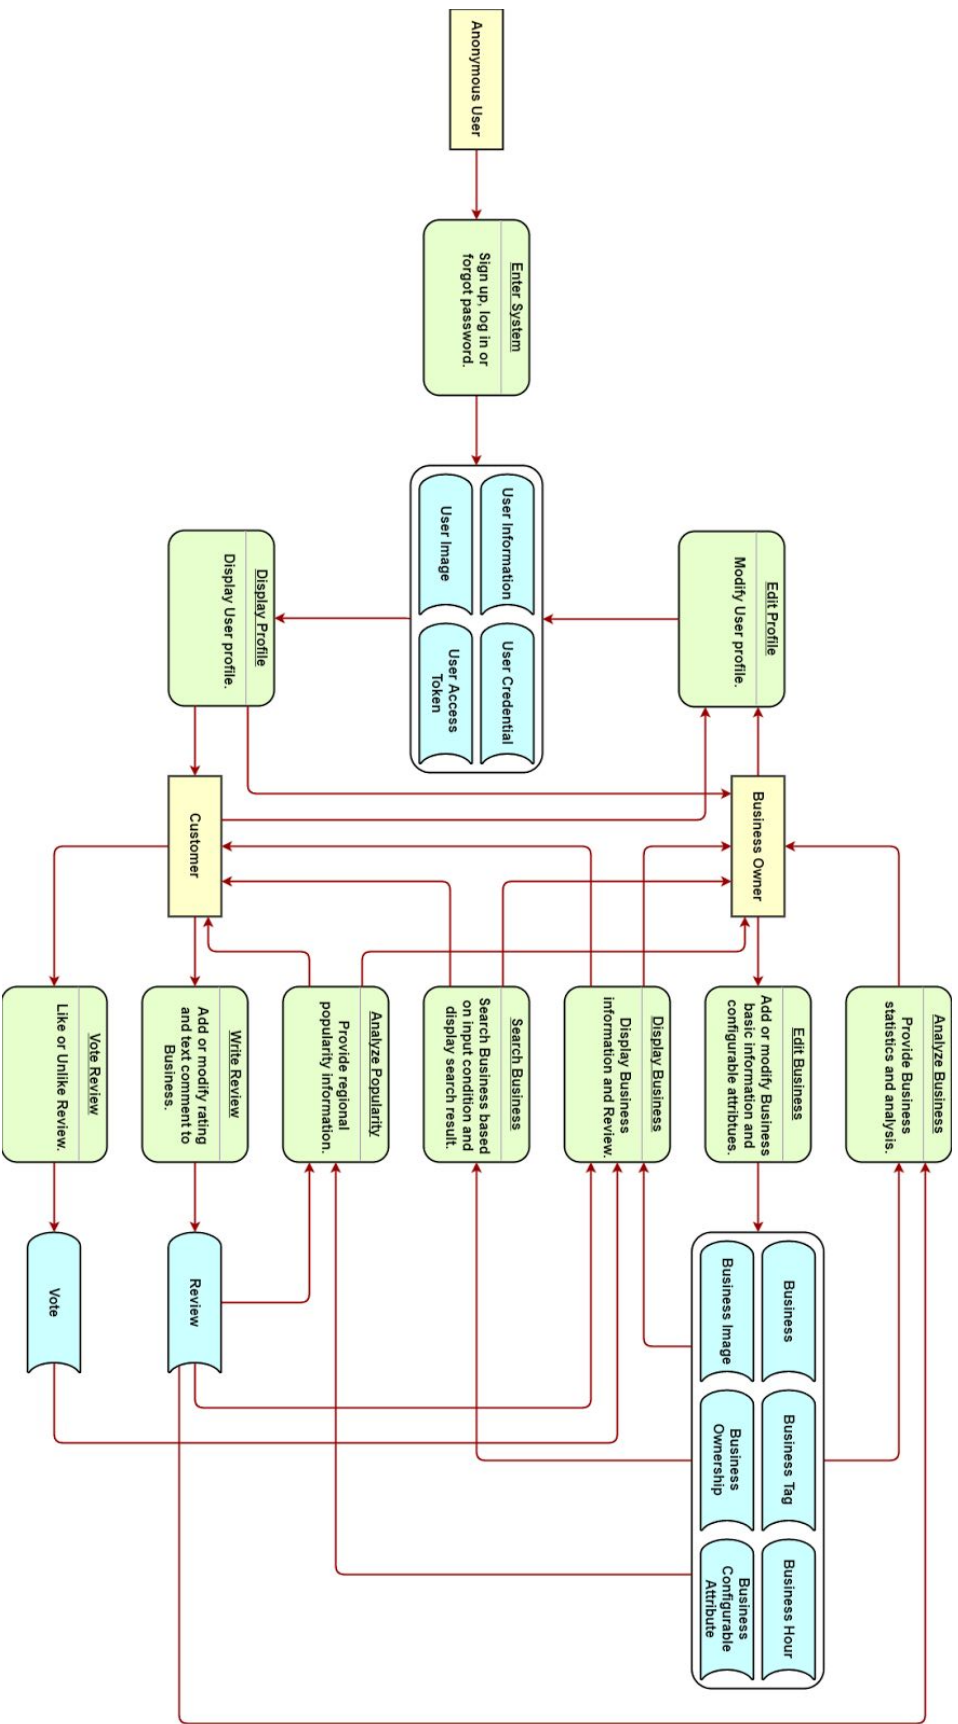 Anonymous User
Enter System
Sign up, log in or
forgot password.
User Information
User Credential
User Image
User Access
Token
Edit Profile
Modify User profile.
Display Profile
Display User profile.
Business Owner
Customer
Analyze Business
Provide Business
statistics and analysis.
Edit Business
Add or modify Business
basic information and
configurable attribtues.
Display Business
Display Business
information and Review.
Search Business
Search Business based
on input condition and
display search result.
Analyze Popularity
Provide regional
popularity information.
Write Review
Add or modify rating
and text comment to
Business.
Vote Review
Like or Unlike Review.
Business
Business Tag
Business Hour
Business Image
Business
Ownership
Business
Configurable
Attribute
Review
Vote